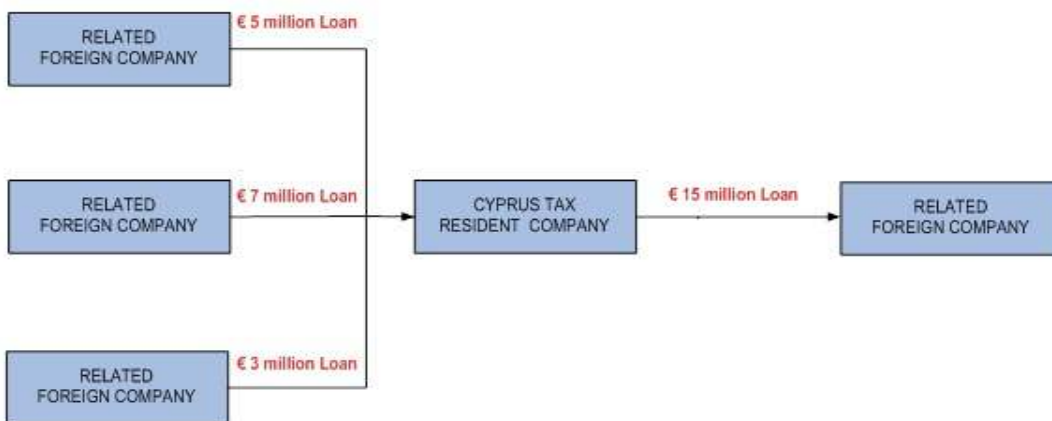 € 5 million Loan
RELATED
FOREIGN COMPANY
€ 7 million Loan
RELATED
FOREIGN COMPANY
CYPRUS TAX
RESIDENT COMPANY
€ 15 million Loan
RELATED
FOREIGN COMPANY
€ 3 million Loan
RELATED
FOREIGN COMPANY